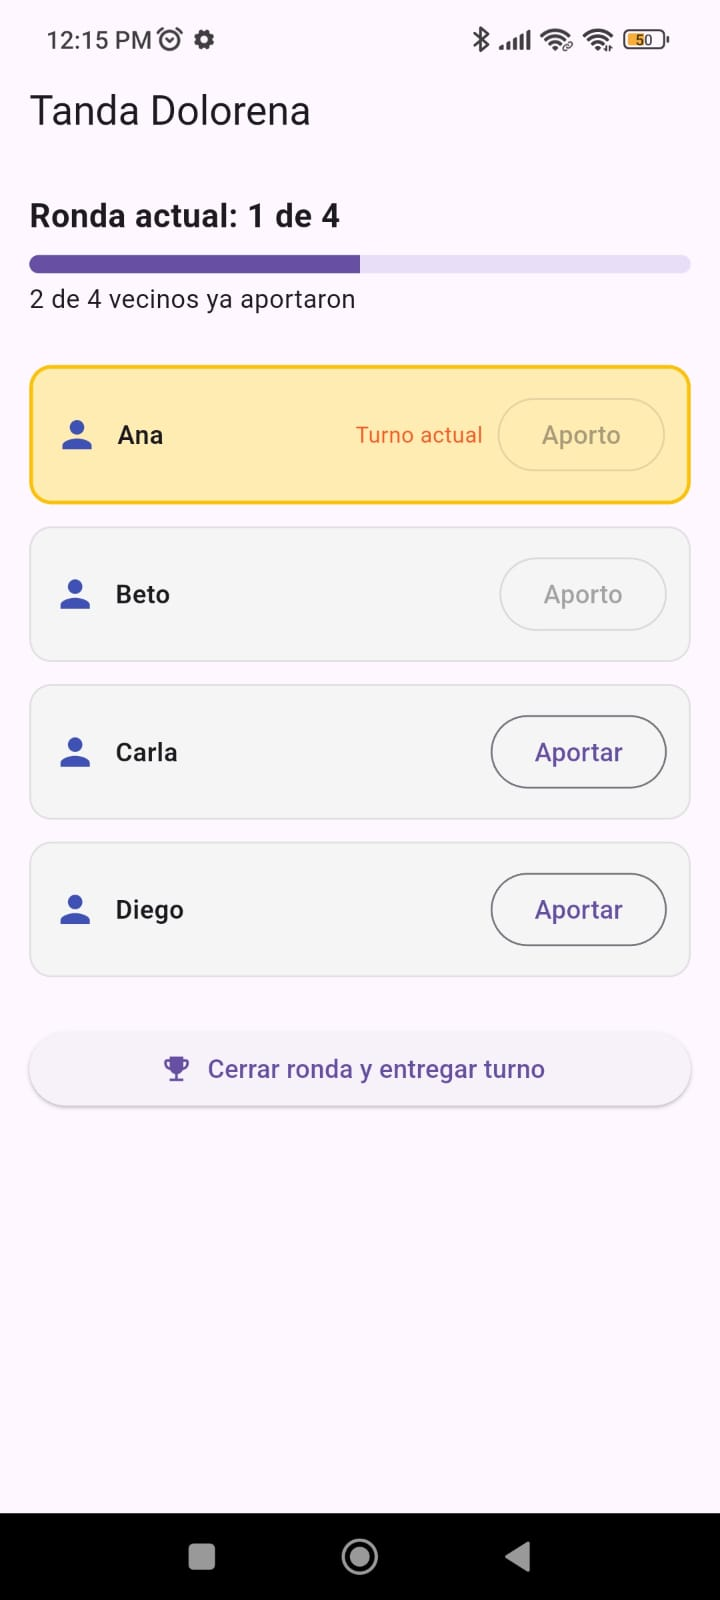 12:15 PM
50
Tanda Dolorena
Ronda actual: 1 de 4
2 de 4 vecinos ya aportaron
Ana Turno actual Aporto
Beto Aporto
Carla Aportar
Diego Aportar
Cerrar ronda y entregar turno